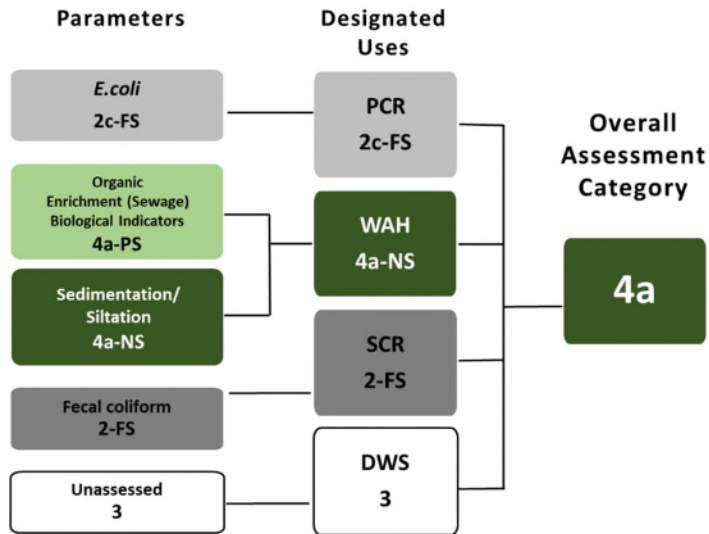 Parameters
E.coli
2c-FS
Organic
Enrichment (Sewage)
Biological Indicators
4a-PS
Sedimentation/
Siltation
4a-NS
Fecal coliform
2-FS
Unassessed
3
Designated
Uses
PCR
2c-FS
WAH
4a-NS
SCR
2-FS
DWS
3
Overall
Assessment
Category
4a